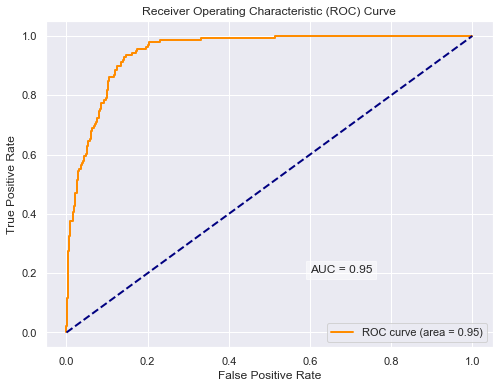 Receiver Operating Characteristic (ROC) Curve
True Positive Rate
1.0
0.8
0.6
0.4
0.2
0.0
AUC = 0.95
ROC curve (area = 0.95)
0.0 0.2 0.4 0.6 0.8 1.0
False Positive Rate